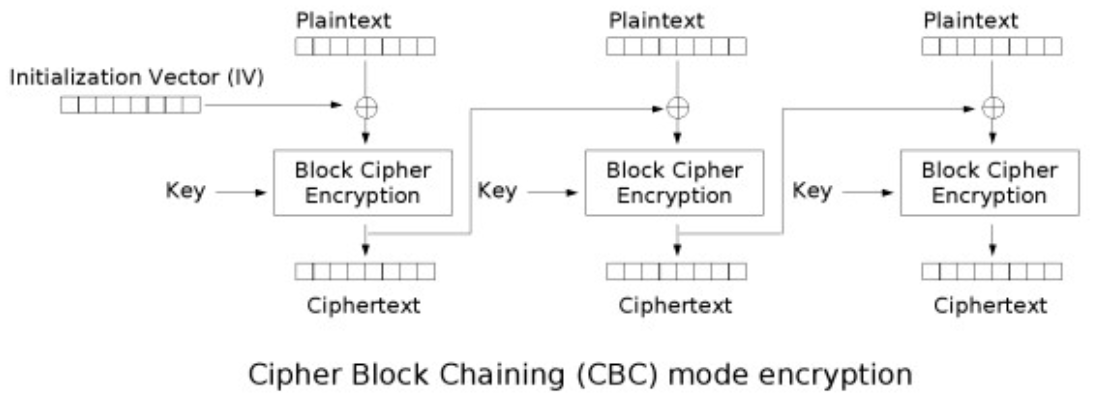 Plaintext
Plaintext
Plaintext
Initialization Vector (IV)
Key
Block Cipher
Encryption
Key
Block Cipher
Encryption
Key
Block Cipher
Encryption
Ciphertext
Ciphertext
Ciphertext
Cipher Block Chaining (CBC) mode encryption